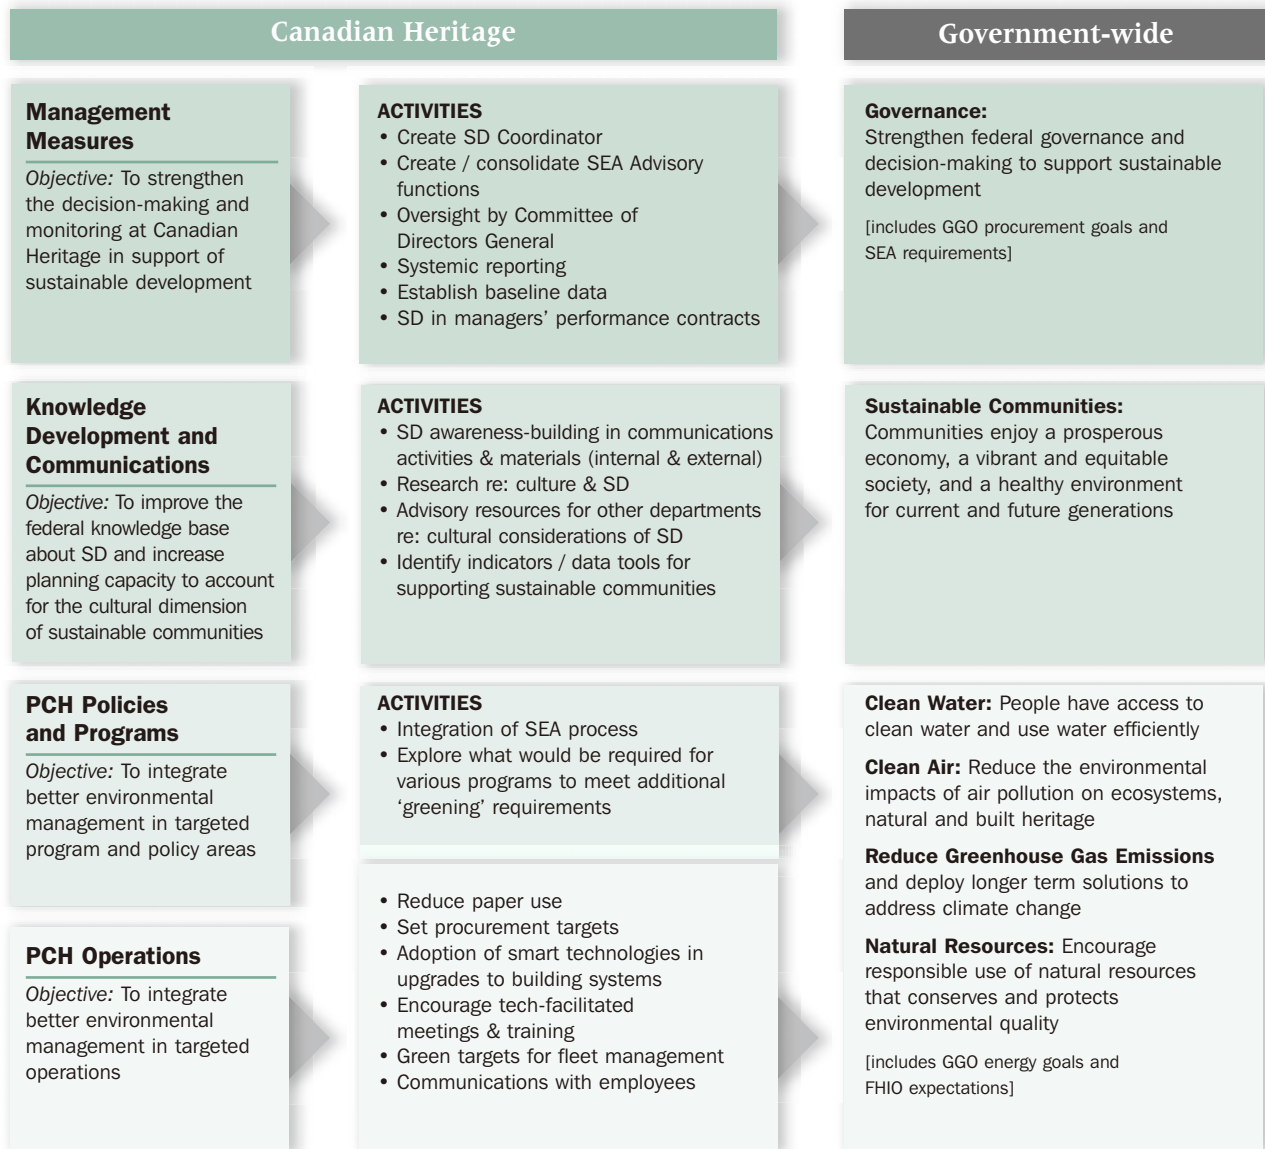 Canadian Heritage
Government-wide
Management
Measures
Objective: To strengthen
the decision-making and
monitoring at Canadian
Heritage in support of
sustainable development
ACTIVITIES
• Create SD Coordinator
• Create / consolidate SEA Advisory
functions
• Oversight by Committee of
Directors General
• Systemic reporting
• Establish baseline data
• SD in managers’ performance contracts
Governance:
Strengthen federal governance and
decision-making to support sustainable
development
[includes GGO procurement goals and
SEA requirements]
Knowledge
Development and
Communications
Objective: To improve the
federal knowledge base
about SD and increase
planning capacity to account
for the cultural dimension
of sustainable communities
ACTIVITIES
• SD awareness-building in communications
activities & materials (internal & external)
• Research re: culture & SD
• Advisory resources for other departments
re: cultural considerations of SD
• Identify indicators / data tools for
supporting sustainable communities
Sustainable Communities:
Communities enjoy a prosperous
economy, a vibrant and equitable
society, and a healthy environment
for current and future generations
PCH Policies
and Programs
Objective: To integrate
better environmental
management in targeted
program and policy areas
ACTIVITIES
• Integration of SEA process
• Explore what would be required for
various programs to meet additional
‘greening’ requirements
PCH Operations
Objective: To integrate
better environmental
management in targeted
operations
• Reduce paper use
• Set procurement targets
• Adoption of smart technologies in
upgrades to building systems
• Encourage tech-facilitated
meetings & training
• Green targets for fleet management
• Communications with employees
Clean Water: People have access to
clean water and use water efficiently
Clean Air: Reduce the environmental
impacts of air pollution on ecosystems,
natural and built heritage
Reduce Greenhouse Gas Emissions
and deploy longer term solutions to
address climate change
Natural Resources: Encourage
responsible use of natural resources
that conserves and protects
environmental quality
[includes GGO energy goals and
FHIO expectations]